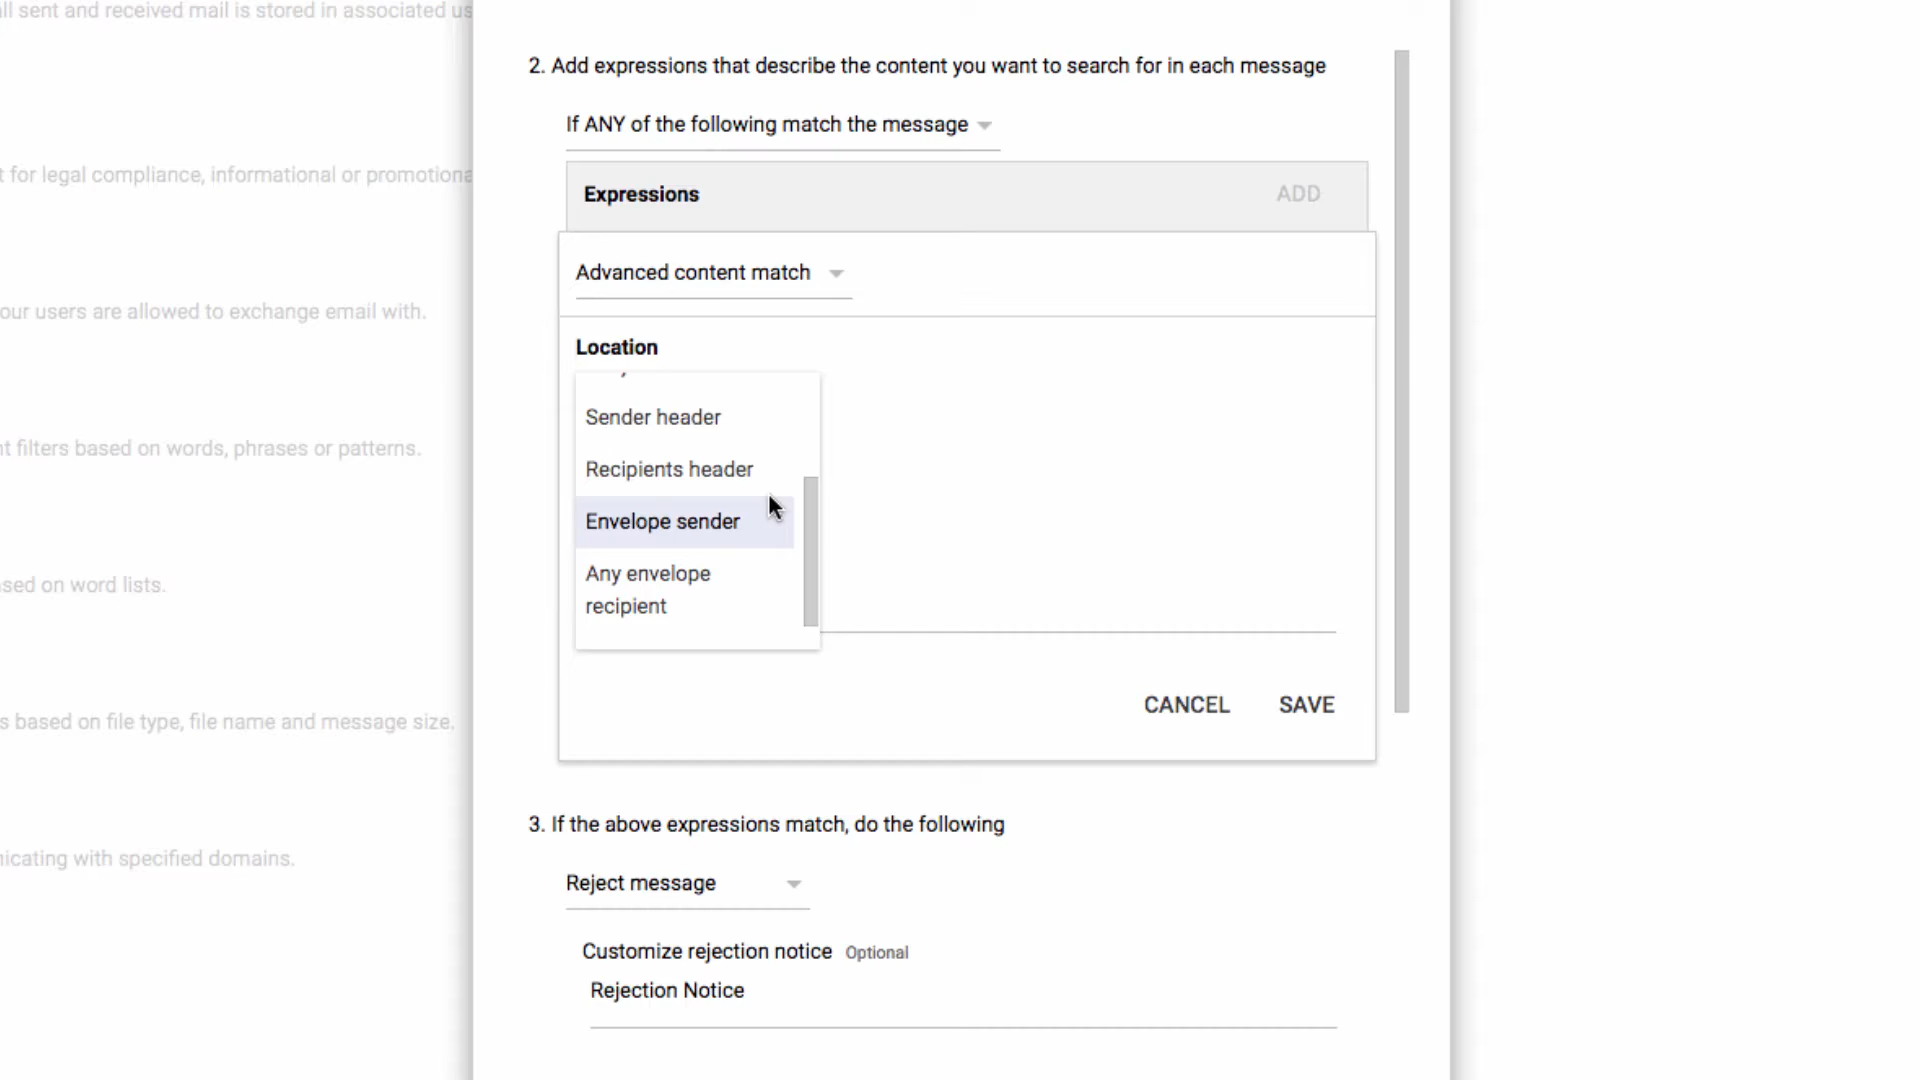 ll sent and received mail is stored in associated us
2. Add expressions that describe the content you want to search for in each message
If ANY of the following match the message
t for legal compliance, informational or promotiona
Expressions
ADD
Advanced content match
our users are allowed to exchange email with.
Location
Sender header
nt filters based on words, phrases or patterns.
Recipients header
Envelope sender
Any envelope
recipient
sed on word lists.
CANCEL
SAVE
s based on file type, file name and message size.
3. If the above expressions match, do the following
nicating with specified domains.
Reject message
Customize rejection notice Optional
Rejection Notice